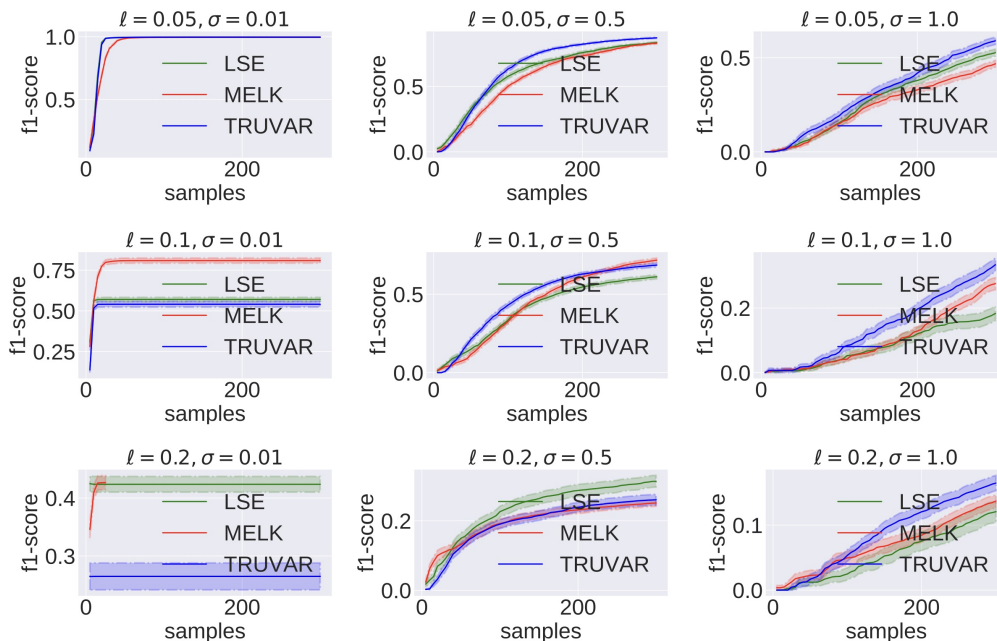 ℓ = 0.05, σ = 0.01
f1-score
1.0
0.5
LSE
MELK
TRUVAR
200
samples
ℓ = 0.05, σ = 0.5
f1-score
0.5
0.0
LSE
MELK
TRUVAR
0
200
samples
ℓ = 0.05, σ = 1.0
f1-score
0.5
0.0
LSE
MELK
TRUVAR
0
200
samples
ℓ = 0.1, σ = 0.01
f1-score
0.75
0.50
0.25
LSE
MELK
TRUVAR
0
200
samples
ℓ = 0.1, σ = 0.5
f1-score
0.5
0.0
LSE
MELK
TRUVAR
0
200
samples
ℓ = 0.1, σ = 1.0
f1-score
0.2
0.0
LSE
MELK
TRUVAR
0
200
samples
ℓ = 0.2, σ = 0.01
f1-score
0.4
0.3
LSE
MELK
TRUVAR
0
200
samples
ℓ = 0.2, σ = 0.5
f1-score
0.2
0.0
LSE
MELK
TRUVAR
0
200
samples
ℓ = 0.2, σ = 1.0
f1-score
0.1
0.0
LSE
MELK
TRUVAR
0
200
samples